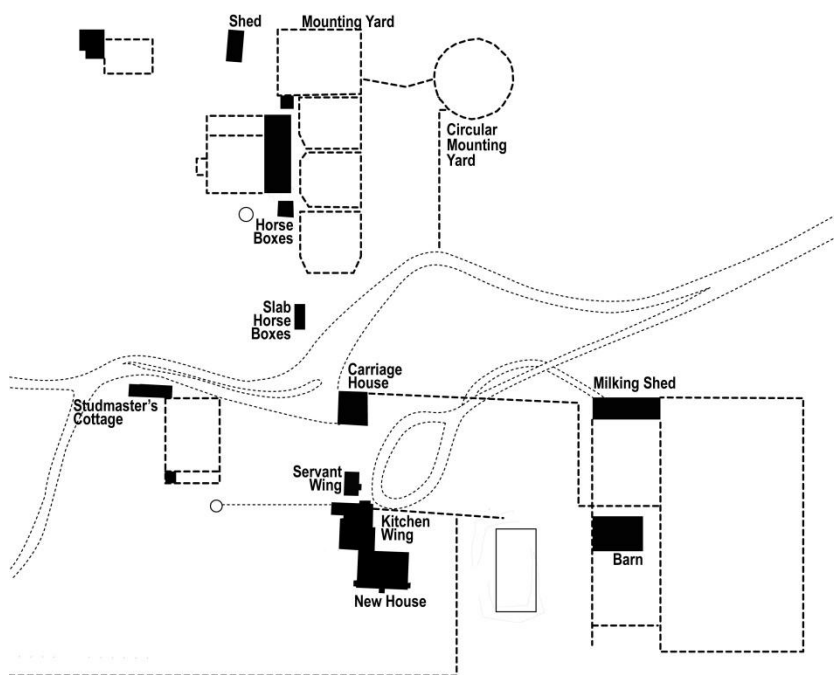 Shed
Mounting Yard
Circular
Mounting
Yard
Horse
Boxes
Slab
Horse
Boxes
Carriage
House
Milking Shed
Studmaster's
Cottage
Servant
Wing
Kitchen
Wing
Barn
New House